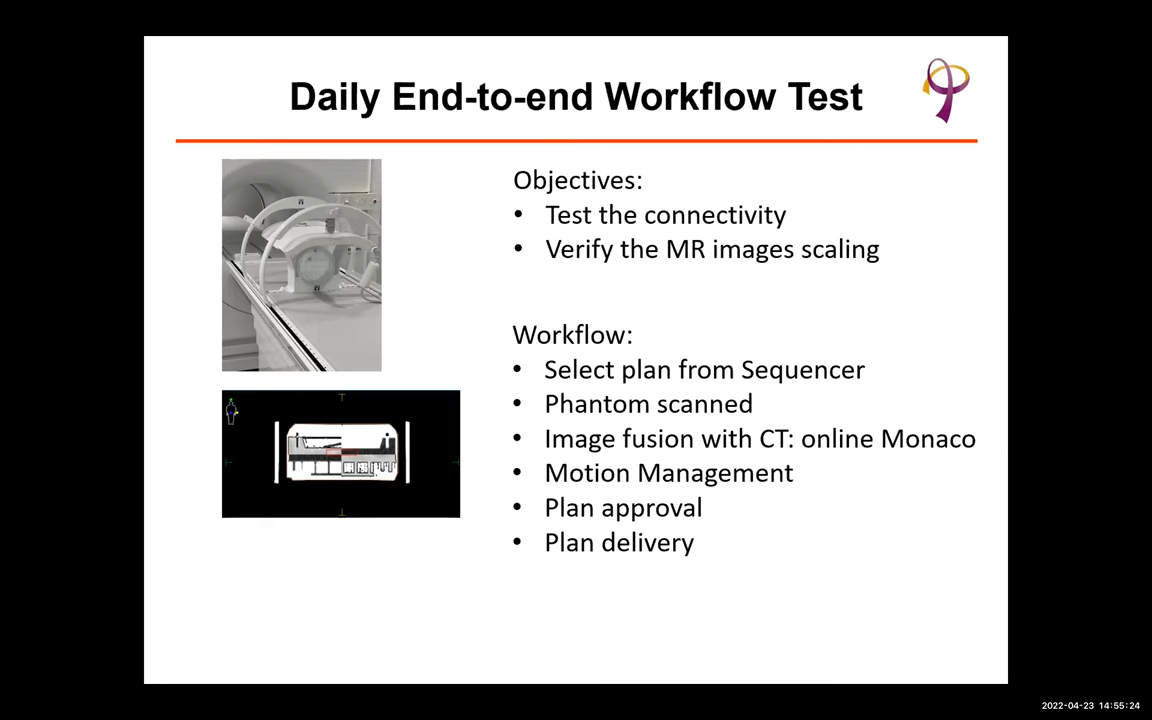 Daily End-to-end Workflow Test
Objectives:
• Test the connectivity
• Verify the MR images scaling
Workflow:
• Select plan from Sequencer
• Phantom scanned
• Image fusion with CT: online Monaco
• Motion Management
• Plan approval
• Plan delivery
2022-04-23 14:55:24